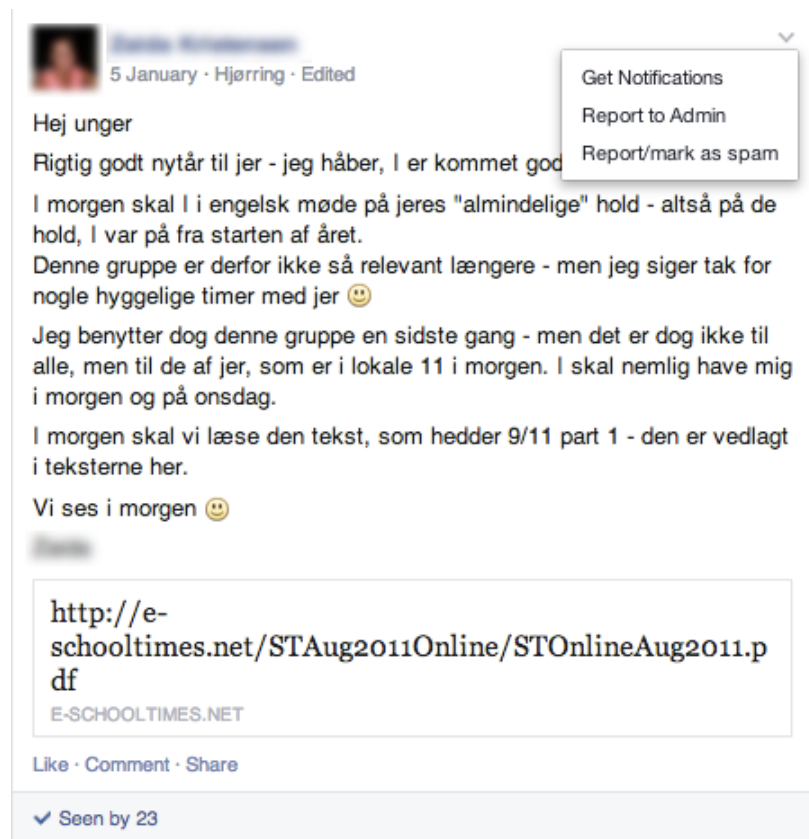 5 January · Hjørring · Edited
Get Notifications
Report to Admin
Report/mark as spam
Hej unger
Rigtig godt nytår til jer - jeg håber, I er kommet god
I morgen skal I i engelsk møde på jeres "almindelige" hold - altså på de
hold, I var på fra starten af året.
Denne gruppe er derfor ikke så relevant længere - men jeg siger tak for
nogle hyggelige timer med jer 🙂
Jeg benytter dog denne gruppe en sidste gang - men det er dog ikke til
alle, men til de af jer, som er i lokale 11 i morgen. I skal nemlig have mig
i morgen og på onsdag.
I morgen skal vi læse den tekst, som hedder 9/11 part 1 - den er vedlagt
i teksterne her.
Vi ses i morgen 🙂
http://e-
schooltimes.net/STAug2011Online/STOnlineAug2011.p
df
E-SCHOOLTIMES.NET
Like · Comment · Share
✓ Seen by 23